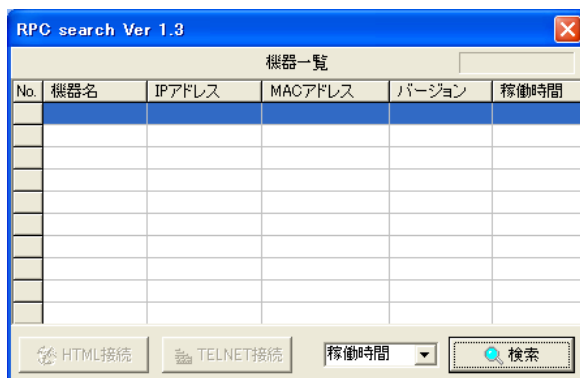 RPC search Ver 1.3
機器一覧
No. 機器名 IPアドレス MACアドレス バージョン 稼働時間
HTML接続 TELNET接続 稼働時間 検索